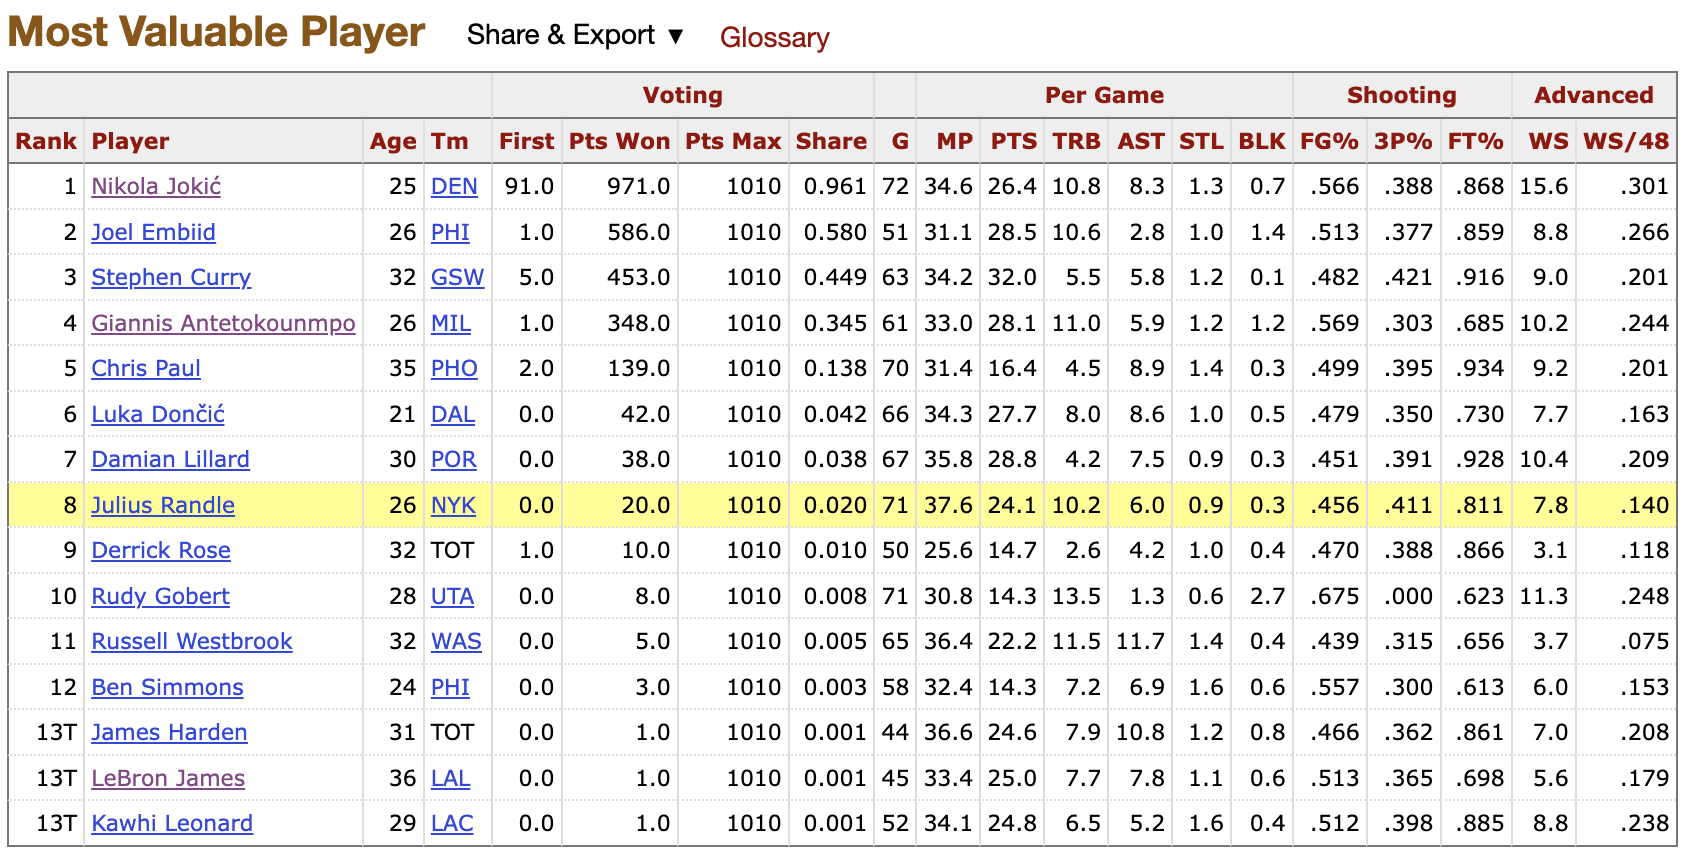 Most Valuable Player Share & Export ▼ Glossary
Voting Per Game Shooting Advanced
Rank Player Age Tm First Pts Won Pts Max Share G MP PTS TRB AST STL BLK FG% 3P% FT% WS WS/48
1 Nikola Jokić 25 DEN 91.0 971.0 1010 0.961 72 34.6 26.4 10.8 8.3 1.3 0.7 .566 .388 .868 15.6 .301
2 Joel Embiid 26 PHI 1.0 586.0 1010 0.580 51 31.1 28.5 10.6 2.8 1.0 1.4 .513 .377 .859 8.8 .266
3 Stephen Curry 32 GSW 5.0 453.0 1010 0.449 63 34.2 32.0 5.5 5.8 1.2 0.1 .482 .421 .916 9.0 .201
4 Giannis Antetokounmpo 26 MIL 1.0 348.0 1010 0.345 61 33.0 28.1 11.0 5.9 1.2 1.2 .569 .303 .685 10.2 .244
5 Chris Paul 35 PHO 2.0 139.0 1010 0.138 70 31.4 16.4 4.5 8.9 1.4 0.3 .499 .395 .934 9.2 .201
6 Luka Dončić 21 DAL 0.0 42.0 1010 0.042 66 34.3 27.7 8.0 8.6 1.0 0.5 .479 .350 .730 7.7 .163
7 Damian Lillard 30 POR 0.0 38.0 1010 0.038 67 35.8 28.8 4.2 7.5 0.9 0.3 .451 .391 .928 10.4 .209
8 Julius Randle 26 NYK 0.0 20.0 1010 0.020 71 37.6 24.1 10.2 6.0 0.9 0.3 .456 .411 .811 7.8 .140
9 Derrick Rose 32 TOT 1.0 10.0 1010 0.010 50 25.6 14.7 2.6 4.2 1.0 0.4 .470 .388 .866 3.1 .118
10 Rudy Gobert 28 UTA 0.0 8.0 1010 0.008 71 30.8 14.3 13.5 1.3 0.6 2.7 .675 .000 .623 11.3 .248
11 Russell Westbrook 32 WAS 0.0 5.0 1010 0.005 65 36.4 22.2 11.5 11.7 1.4 0.4 .439 .315 .656 3.7 .075
12 Ben Simmons 24 PHI 0.0 3.0 1010 0.003 58 32.4 14.3 7.2 6.9 1.6 0.6 .557 .300 .613 6.0 .153
13T James Harden 31 TOT 0.0 1.0 1010 0.001 44 36.6 24.6 7.9 10.8 1.2 0.8 .466 .362 .861 7.0 .208
13T LeBron James 36 LAL 0.0 1.0 1010 0.001 45 33.4 25.0 7.7 7.8 1.1 0.6 .513 .365 .698 5.6 .179
13T Kawhi Leonard 29 LAC 0.0 1.0 1010 0.001 52 34.1 24.8 6.5 5.2 1.6 0.4 .512 .398 .885 8.8 .238